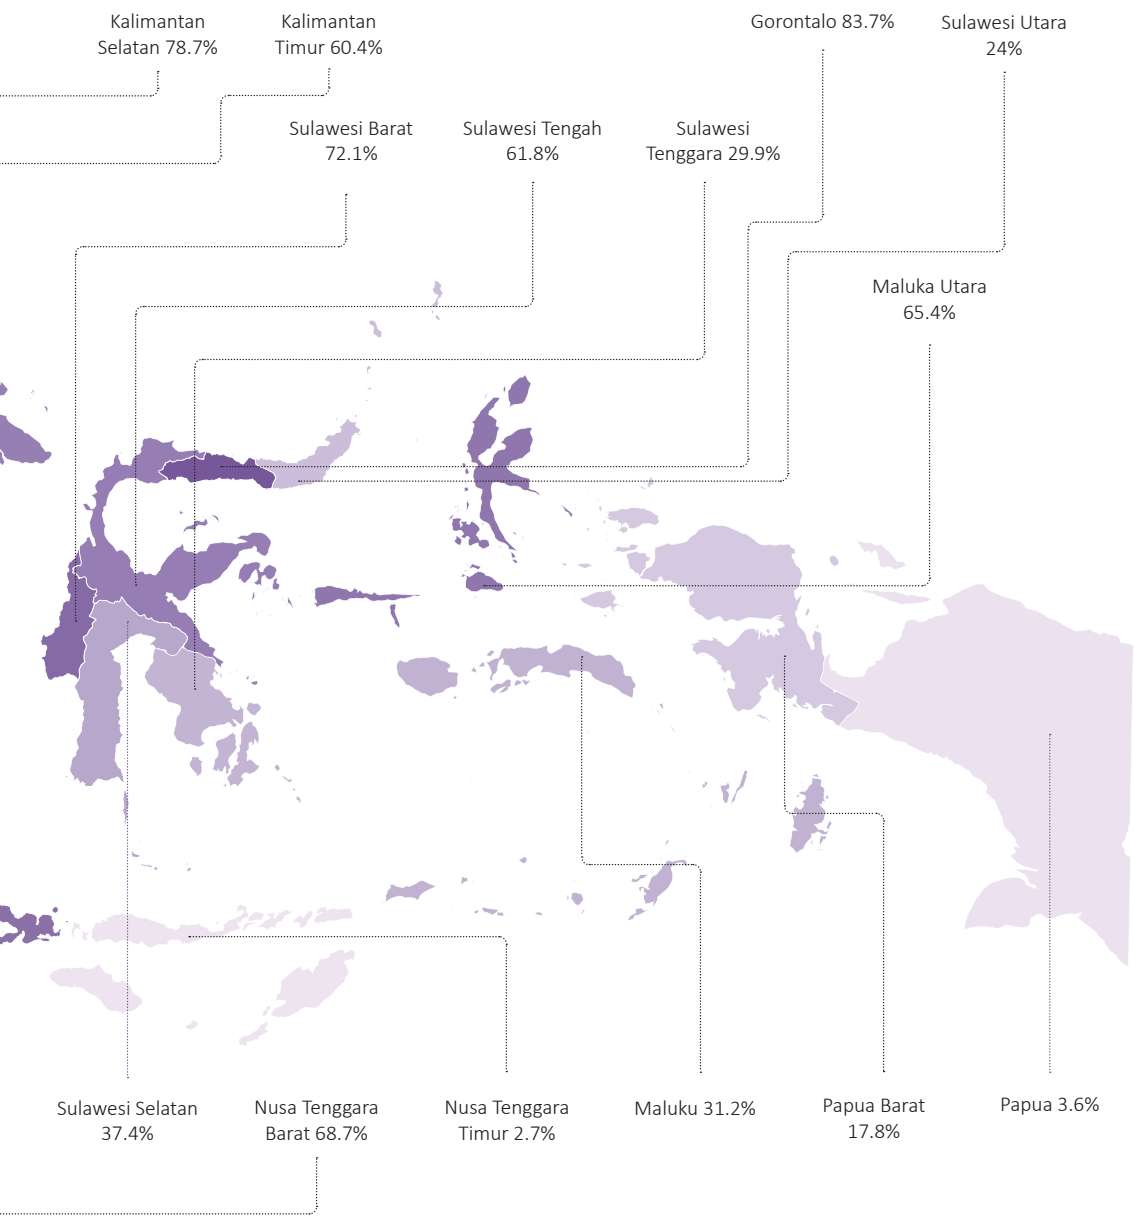 Kalimantan
Selatan 78.7%
Kalimantan
Timur 60.4%
Gorontalo 83.7%
Sulawesi Utara
24%
Sulawesi Barat
72.1%
Sulawesi Tengah
61.8%
Sulawesi
Tenggara 29.9%
Maluka Utara
65.4%
Sulawesi Selatan
37.4%
Nusa Tenggara
Barat 68.7%
Nusa Tenggara
Timur 2.7%
Maluku 31.2%
Papua Barat
17.8%
Papua 3.6%